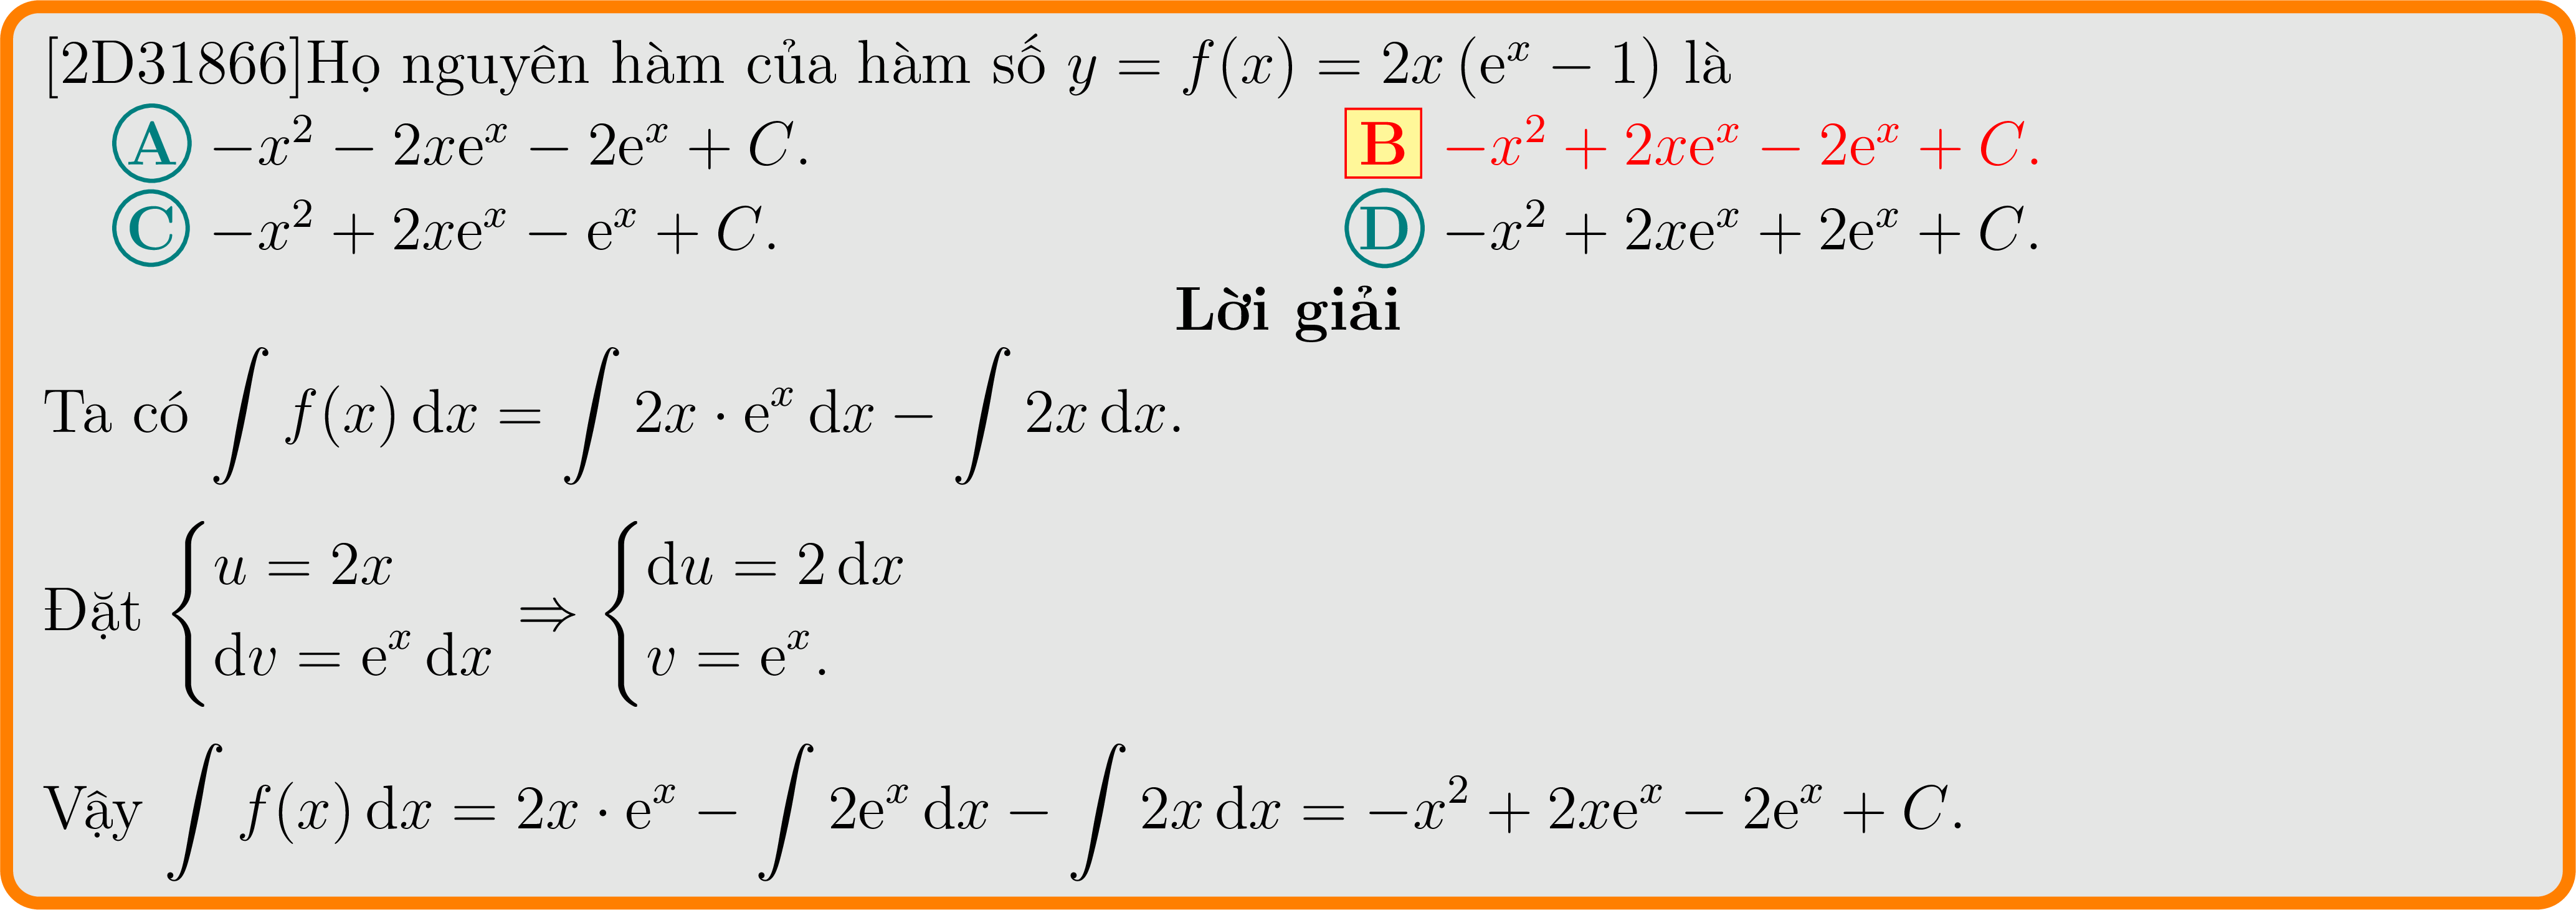 [2D31866]Họ nguyên hàm của hàm số $y = f(x) = 2x\left(\mathrm{e}^x - 1\right)$ là
A $-x^2 - 2x\mathrm{e}^x - 2\mathrm{e}^x + C.$ B $-x^2 + 2x\mathrm{e}^x - 2\mathrm{e}^x + C.$
C $-x^2 + 2x\mathrm{e}^x - \mathrm{e}^x + C.$ D $-x^2 + 2x\mathrm{e}^x + 2\mathrm{e}^x + C.$
Lời giải
Ta có $\int f(x)\,\mathrm{d}x = \int 2x \cdot \mathrm{e}^x\,\mathrm{d}x - \int 2x\,\mathrm{d}x.$
Đặt $\begin{cases} u = 2x \\ \mathrm{d}v = \mathrm{e}^x\,\mathrm{d}x \end{cases} \Rightarrow \begin{cases} \mathrm{d}u = 2\,\mathrm{d}x \\ v = \mathrm{e}^x. \end{cases}$
Vậy $\int f(x)\,\mathrm{d}x = 2x \cdot \mathrm{e}^x - \int 2\mathrm{e}^x\,\mathrm{d}x - \int 2x\,\mathrm{d}x = -x^2 + 2x\mathrm{e}^x - 2\mathrm{e}^x + C.$